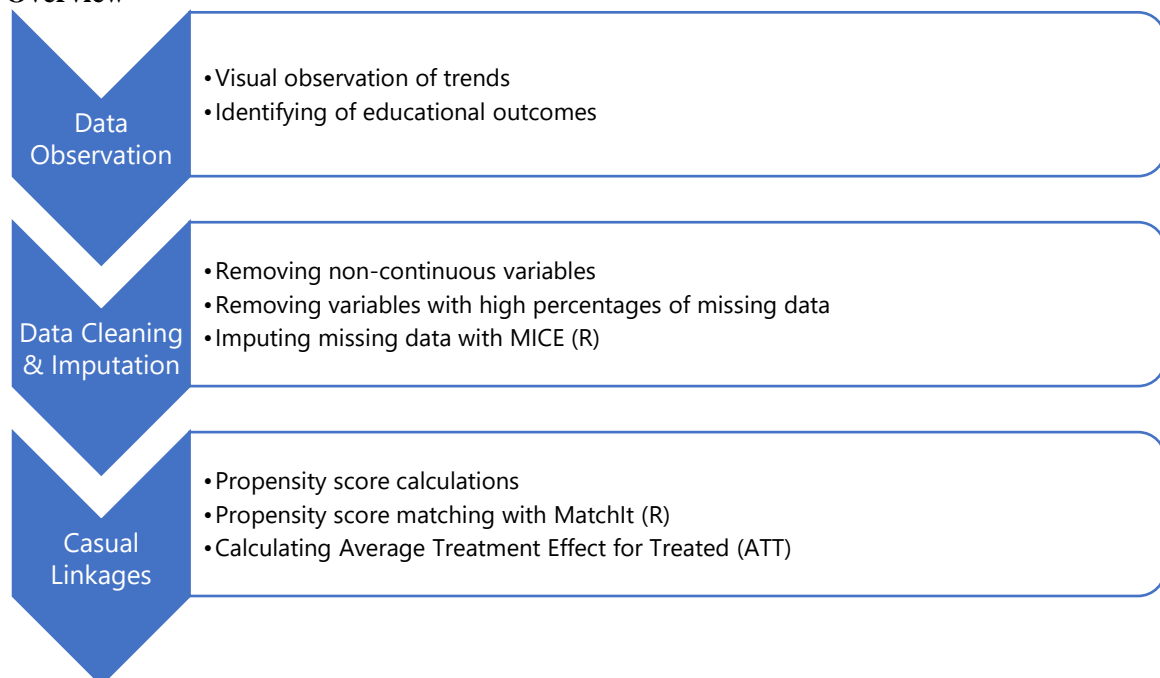 Overview
Data
Observation
•Visual observation of trends
•Identifying of educational outcomes
Data Cleaning
& Imputation
•Removing non-continuous variables
•Removing variables with high percentages of missing data
•Imputing missing data with MICE (R)
Casual
Linkages
•Propensity score calculations
•Propensity score matching with MatchIt (R)
•Calculating Average Treatment Effect for Treated (ATT)